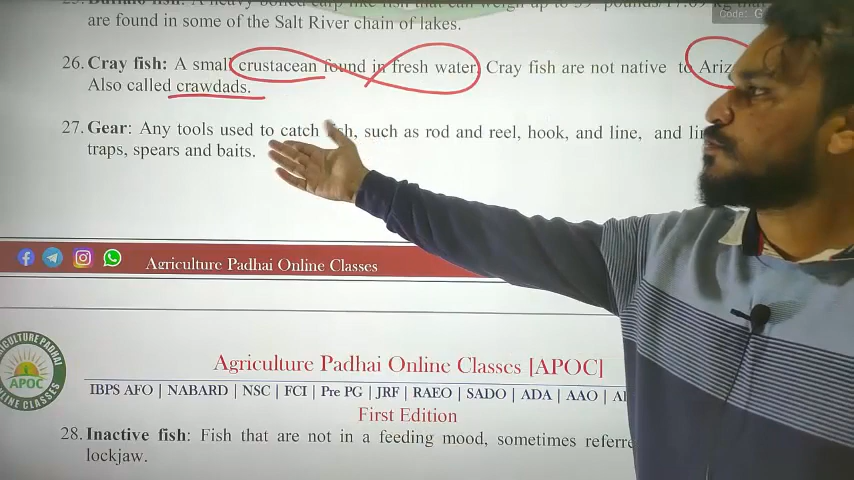 Code: G
are found in some of the Salt River chain of lakes.
26. Cray fish: A small crustacean found in fresh water. Cray fish are not native to Ariz
Also called crawdads.
27. Gear: Any tools used to catch fish, such as rod and reel, hook, and line, and
traps, spears and baits.
Agriculture Padhai Online Classes
AGRICULTURE PADHAI
APOC
ONLINE CLASSES
Agriculture Padhai Online Classes [APOC]
IBPS AFO | NABARD | NSC | FCI | Pre PG | JRF | RAEO | SADO | ADA | AAO |
First Edition
28. Inactive fish: Fish that are not in a feeding mood, sometimes referre
lockjaw.